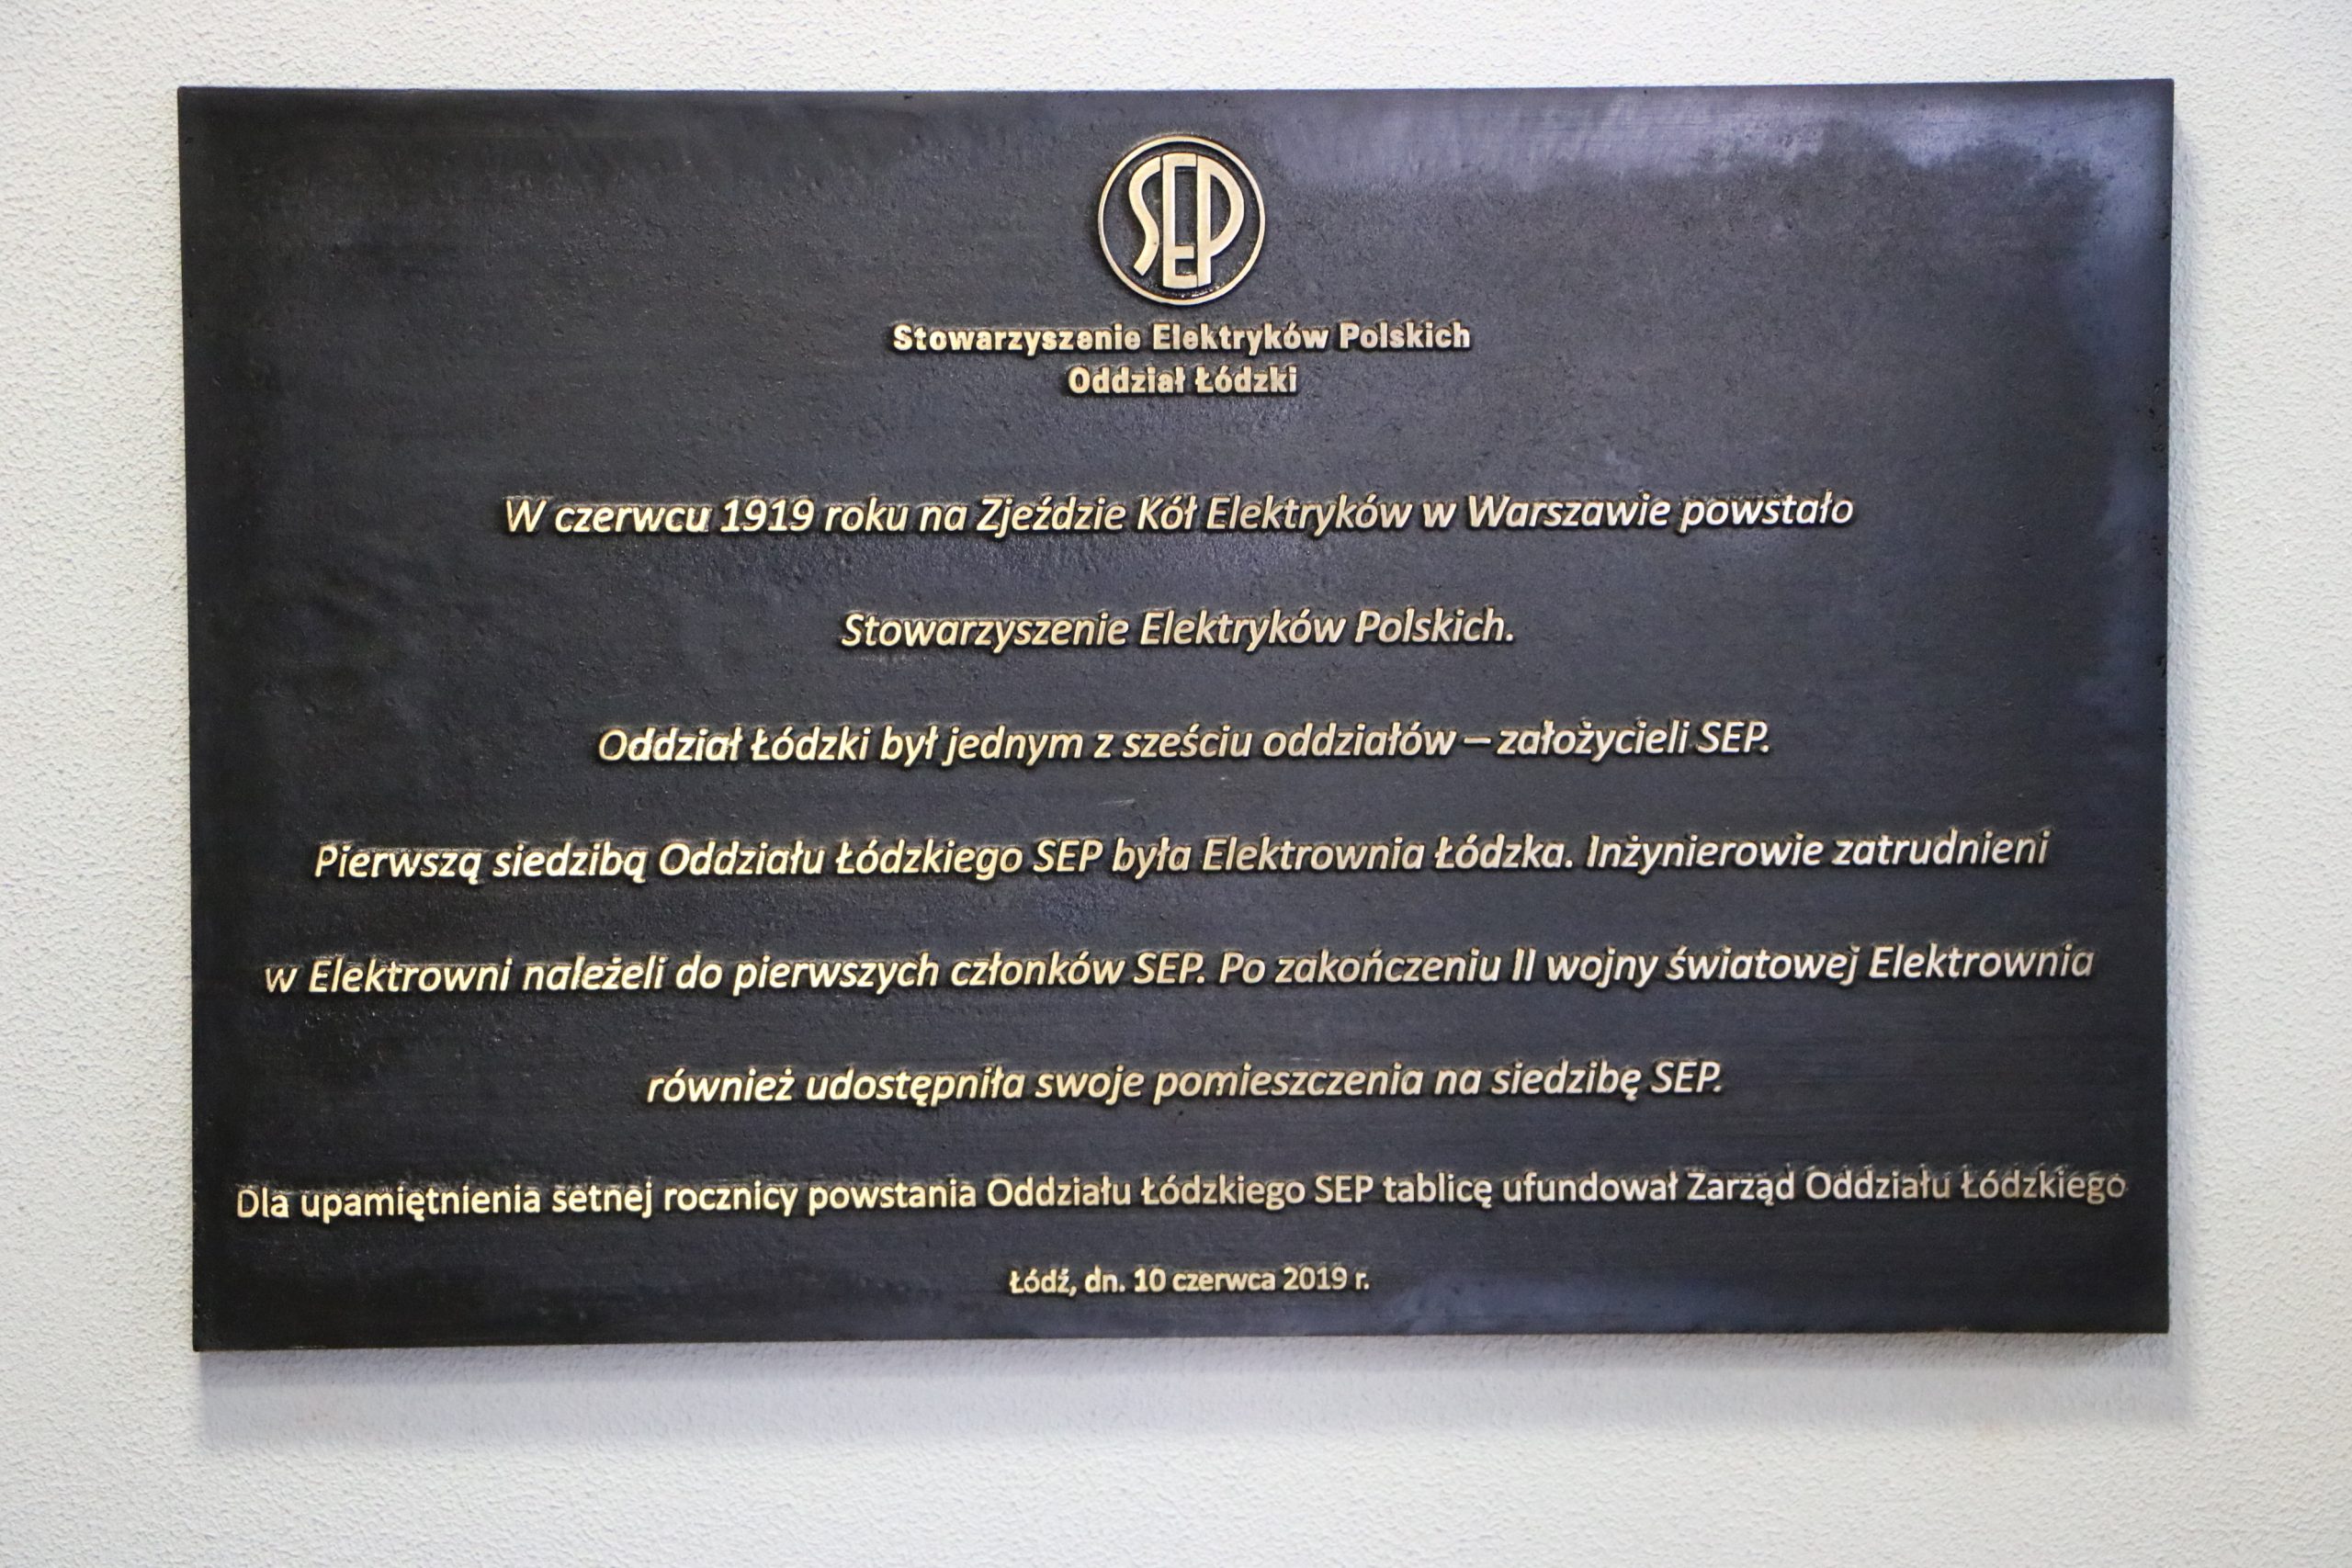 SEP
Stowarzyszenie Elektryków Polskich
Oddział Łódzki
W czerwcu 1919 roku na Zjeździe Kół Elektryków w Warszawie powstało
Stowarzyszenie Elektryków Polskich.
Oddział Łódzki był jednym z sześciu oddziałów – założycieli SEP.
Pierwszą siedzibą Oddziału Łódzkiego SEP była Elektrownia Łódzka. Inżynierowie zatrudnieni
w Elektrowni należeli do pierwszych członków SEP. Po zakończeniu II wojny światowej Elektrownia
również udostępniła swoje pomieszczenia na siedzibę SEP.
Dla upamiętnienia setnej rocznicy powstania Oddziału Łódzkiego SEP tablicę ufundował Zarząd Oddziału Łódzkiego
Łódź, dn. 10 czerwca 2019 r.